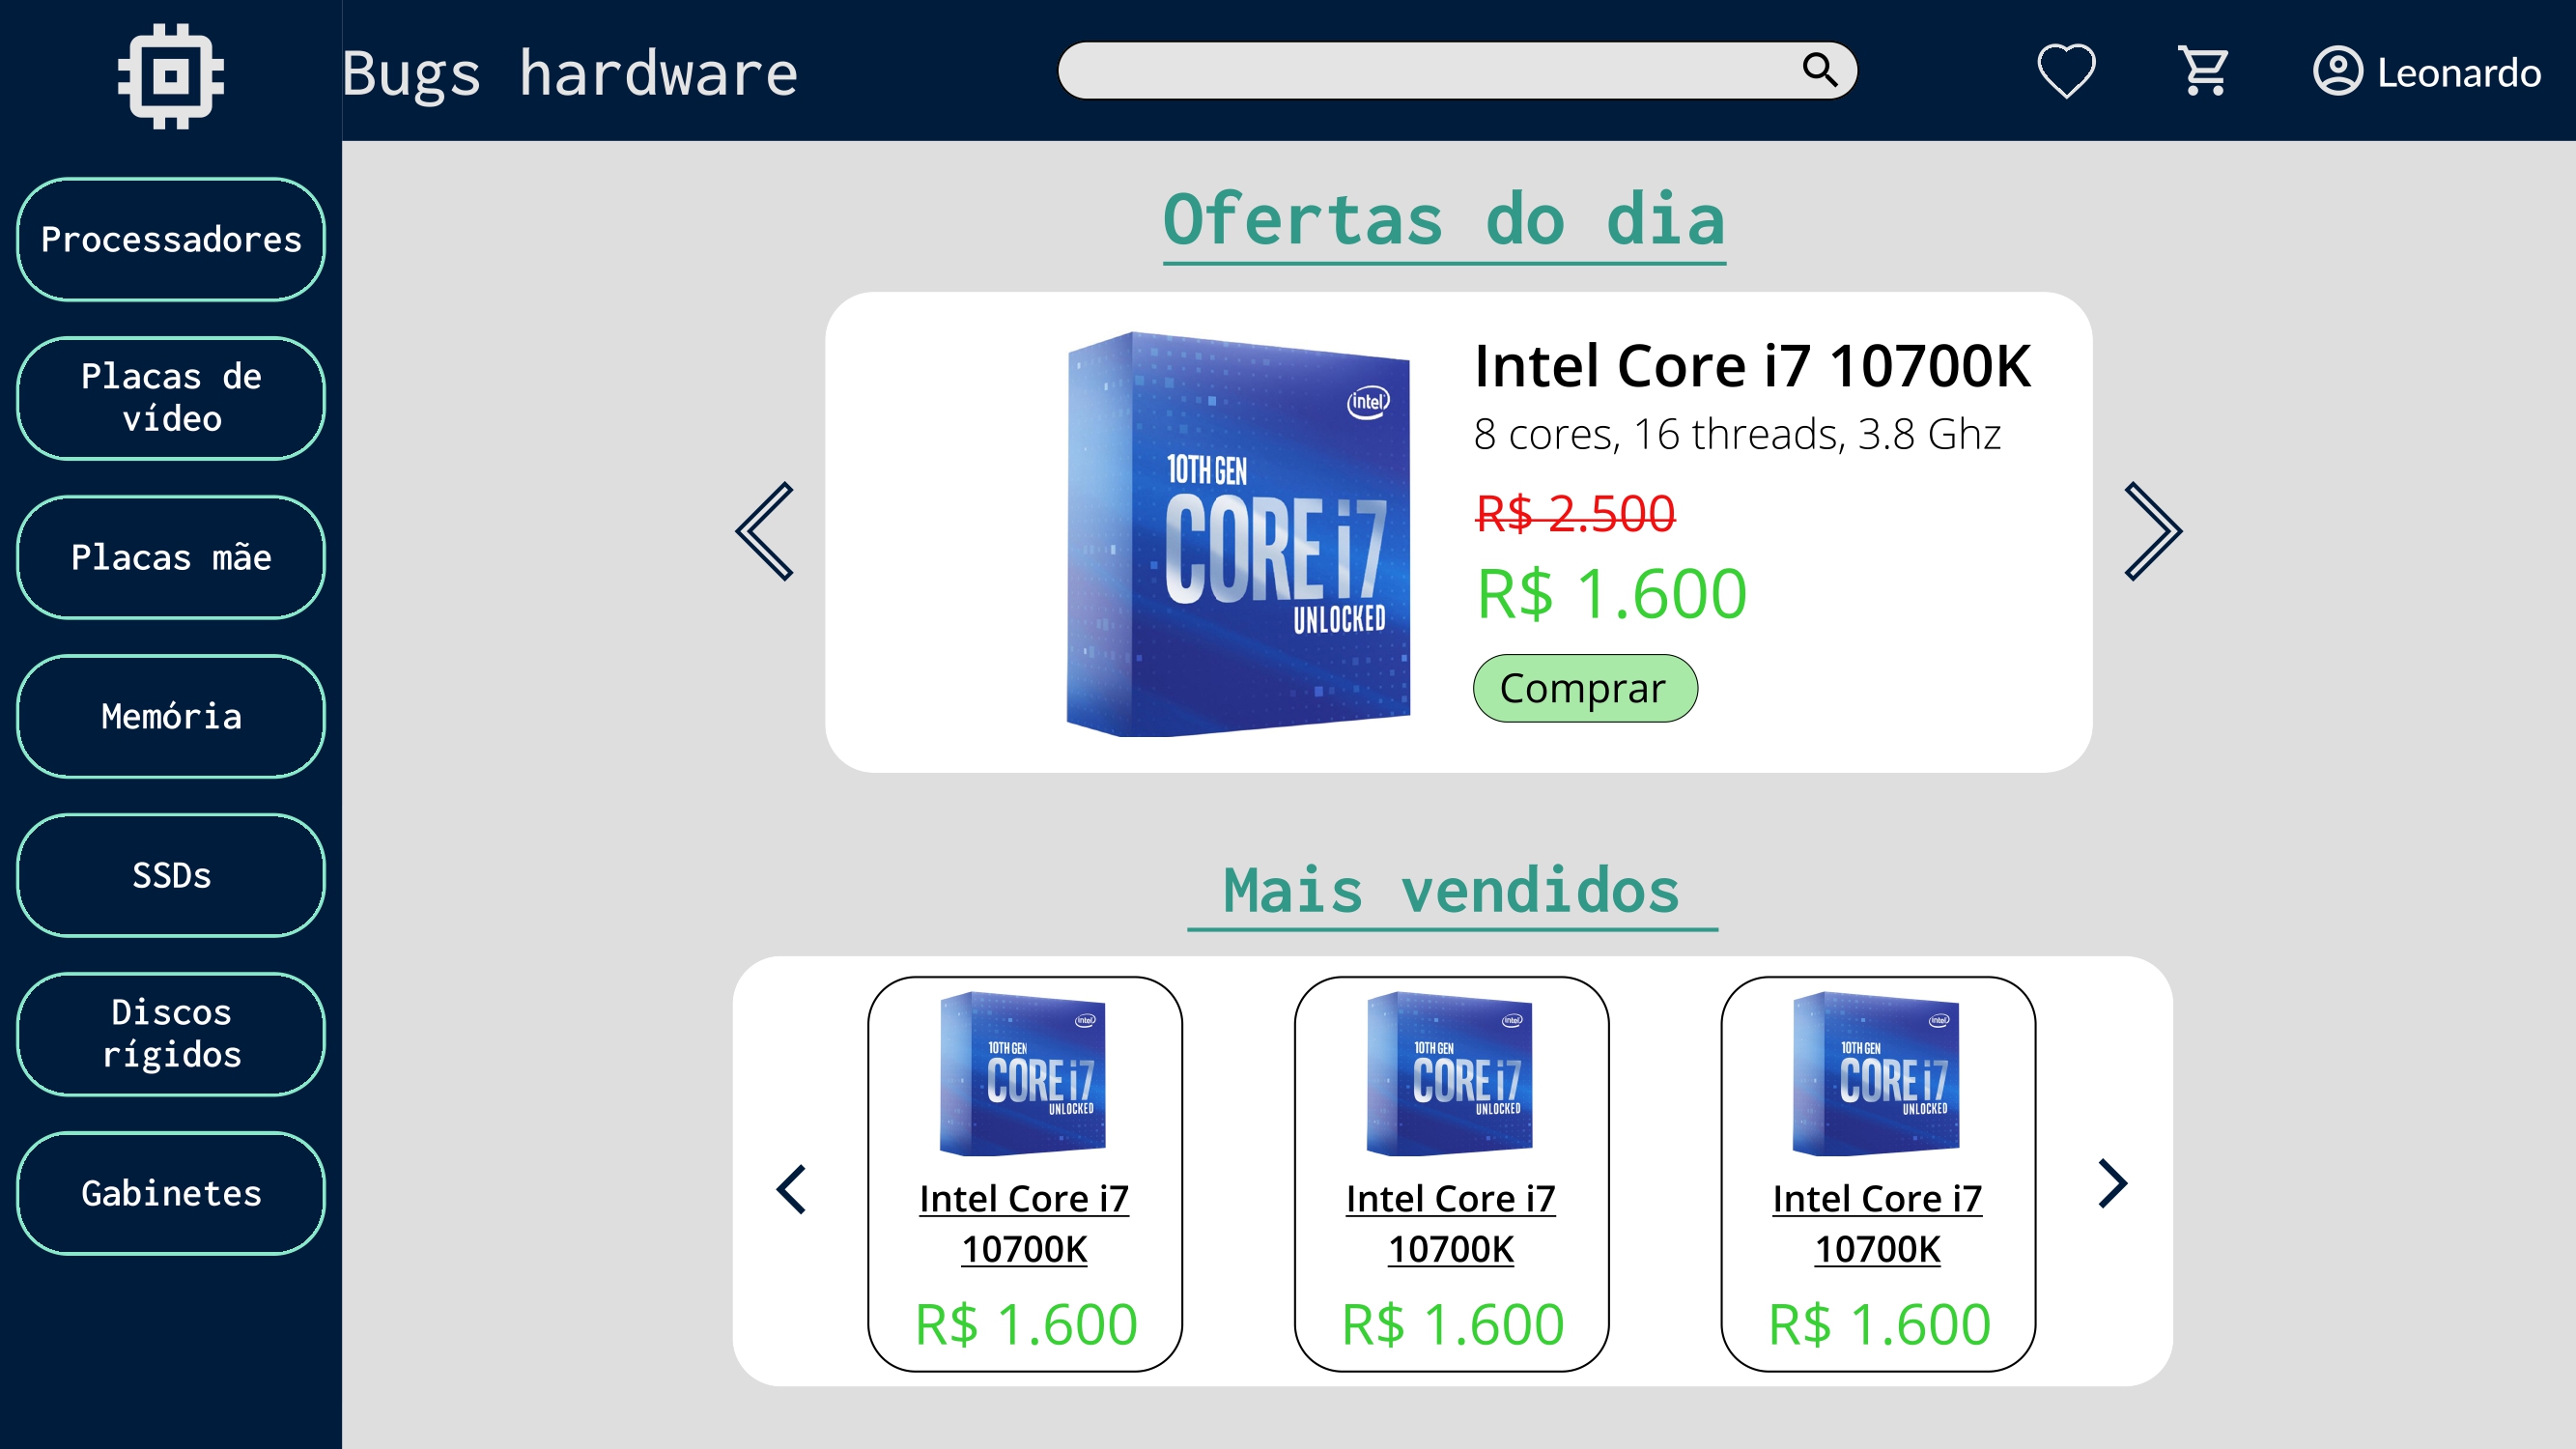 Bugs hardware
Leonardo
Processadores
Placas de
vídeo
Placas mãe
Memória
SSDs
Discos
rígidos
Gabinetes
Ofertas do dia
intel
10TH GEN
CORE i7
UNLOCKED
Intel Core i7 10700K
8 cores, 16 threads, 3.8 Ghz
R$ 2.500
R$ 1.600
Comprar
Mais vendidos
intel
10TH GEN
CORE i7
UNLOCKED
Intel Core i7
10700K
R$ 1.600
intel
10TH GEN
CORE i7
UNLOCKED
Intel Core i7
10700K
R$ 1.600
intel
10TH GEN
CORE i7
UNLOCKED
Intel Core i7
10700K
R$ 1.600